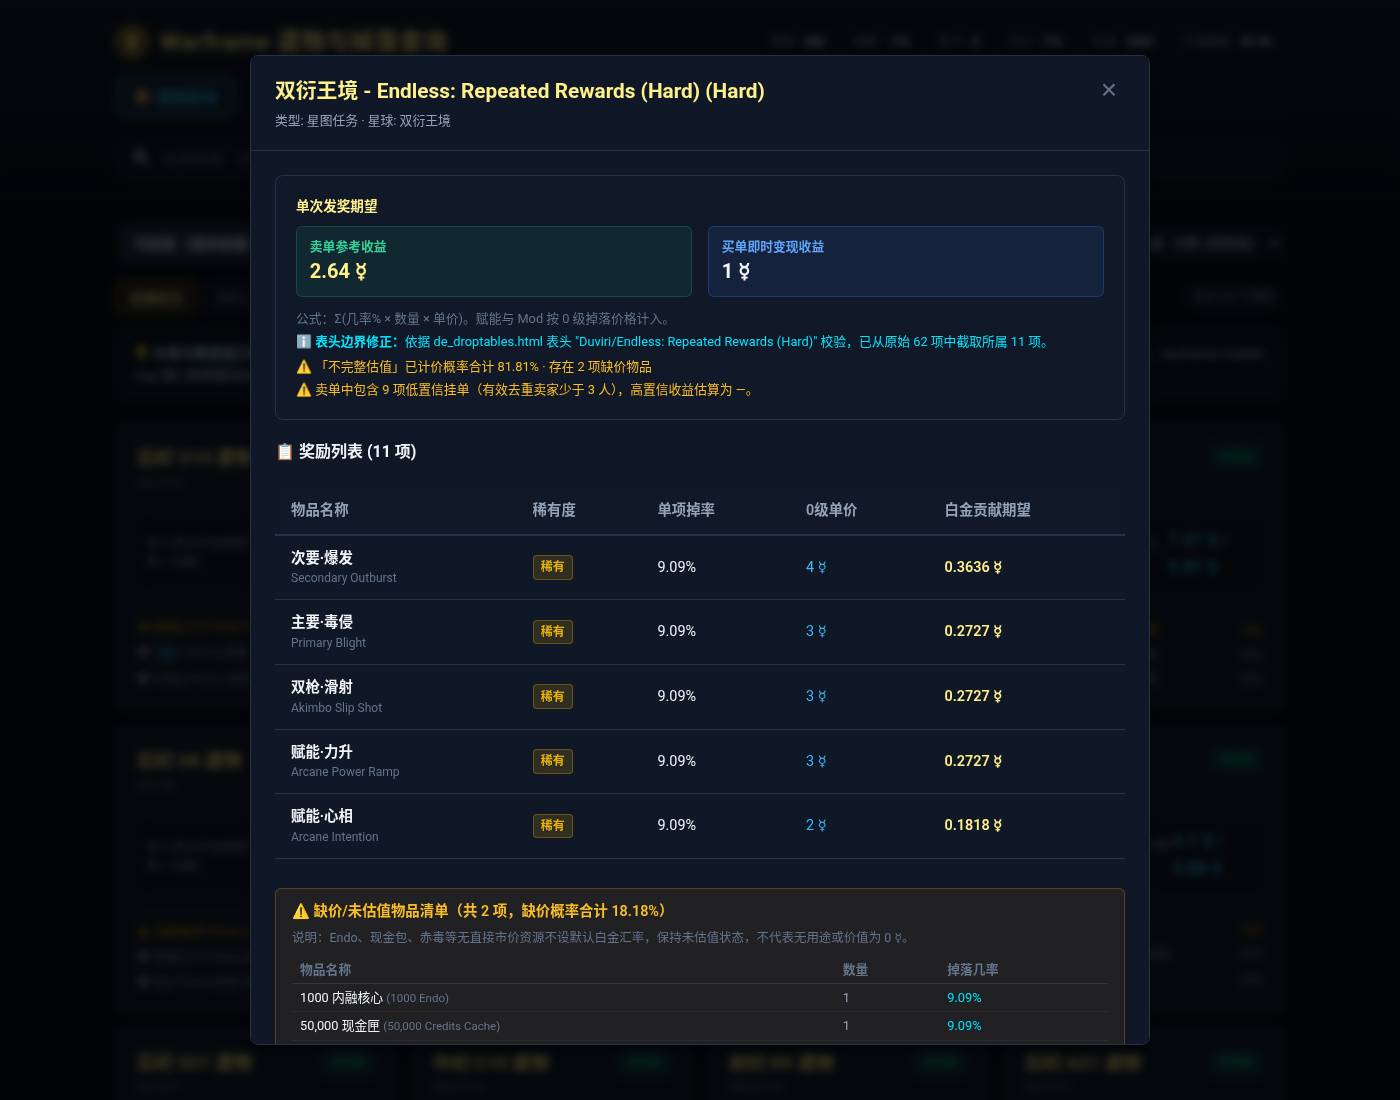 双衍王境 - Endless: Repeated Rewards (Hard) (Hard)
类型: 星图任务 · 星球: 双衍王境
单次发奖期望
卖单参考收益
2.64 ☿
买单即时变现收益
1 ☿
公式：Σ(几率% × 数量 × 单价)。赋能与 Mod 按 0 级掉落价格计入。
ℹ️ 表头边界修正：依据 de_droptables.html 表头 "Duviri/Endless: Repeated Rewards (Hard)" 校验，已从原始 62 项中截取所属 11 项。
⚠️ 「不完整估值」已计价概率合计 81.81% · 存在 2 项缺价物品
⚠️ 卖单中包含 9 项低置信挂单（有效去重卖家少于 3 人），高置信收益估算为 —。
📋 奖励列表 (11 项)
物品名称 稀有度 单项掉率 0级单价 白金贡献期望
次要·爆发 稀有 9.09% 4 ☿ 0.3636 ☿
Secondary Outburst
主要·毒侵 稀有 9.09% 3 ☿ 0.2727 ☿
Primary Blight
双枪·滑射 稀有 9.09% 3 ☿ 0.2727 ☿
Akimbo Slip Shot
赋能·力升 稀有 9.09% 3 ☿ 0.2727 ☿
Arcane Power Ramp
赋能·心相 稀有 9.09% 2 ☿ 0.1818 ☿
Arcane Intention
⚠️ 缺价/未估值物品清单（共 2 项，缺价概率合计 18.18%）
说明：Endo、现金包、赤毒等无直接市价资源不设默认白金汇率，保持未估值状态，不代表无用途或价值为 0 ☿。
物品名称 数量 掉落几率
1000 内融核心 (1000 Endo) 1 9.09%
50,000 现金匣 (50,000 Credits Cache) 1 9.09%